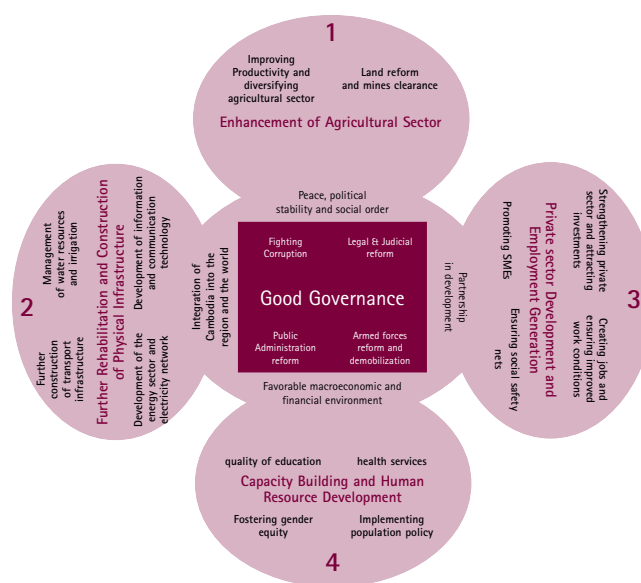 1
Improving
Productivity and
diversifying
agricultural sector
Land reform
and mines clearance
Enhancement of Agricultural Sector
2
Management
of water resources
and irrigation
Development of information
and communication
technology
Further Rehabilitation and Construction
of Physical Infrastructure
Further
construction
of transport
infrastructure
Development of the
energy sector and
electricity network
Peace, political
stability and social order
Integration of
Cambodia into the
region and the world
Fighting
Corruption
Legal & Judicial
reform
Good Governance
Public
Administration
reform
Armed forces
reform and
demobilization
Partnership
in development
Favorable macroeconomic and
financial environment
3
Strengthening private
sector and attracting
investments
Promoting SMEs
Private sector Development and
Employment Generation
Creating jobs and
ensuring improved
work conditions
Ensuring social safety
nets
quality of education
health services
Capacity Building and Human
Resource Development
Fostering gender
equity
Implementing
population policy
4